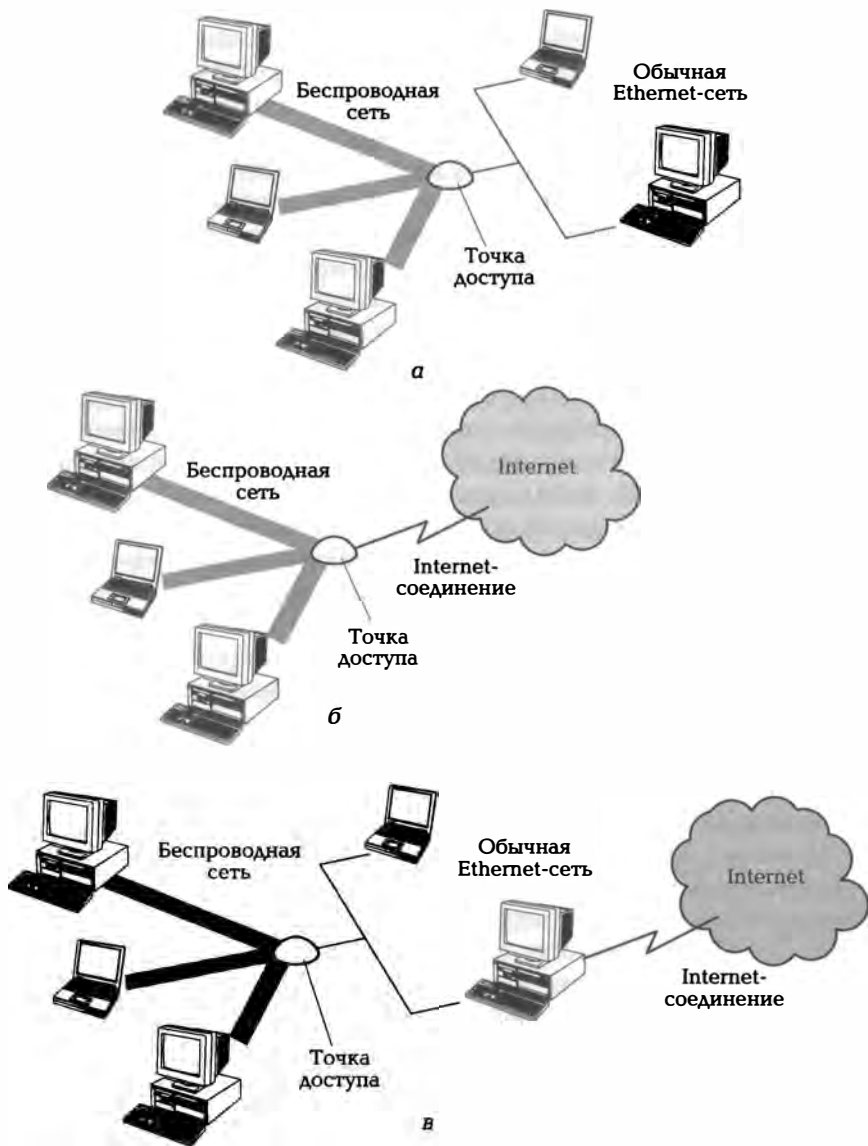 Беспроводная
сеть
Обычная
Ethernet-сеть
Точка
доступа
а
Беспроводная
сеть
Internet
Internet-
соединение
Точка
доступа
б
Беспроводная
сеть
Обычная
Ethernet-сеть
Internet
Internet-
соединение
Точка
доступа
в